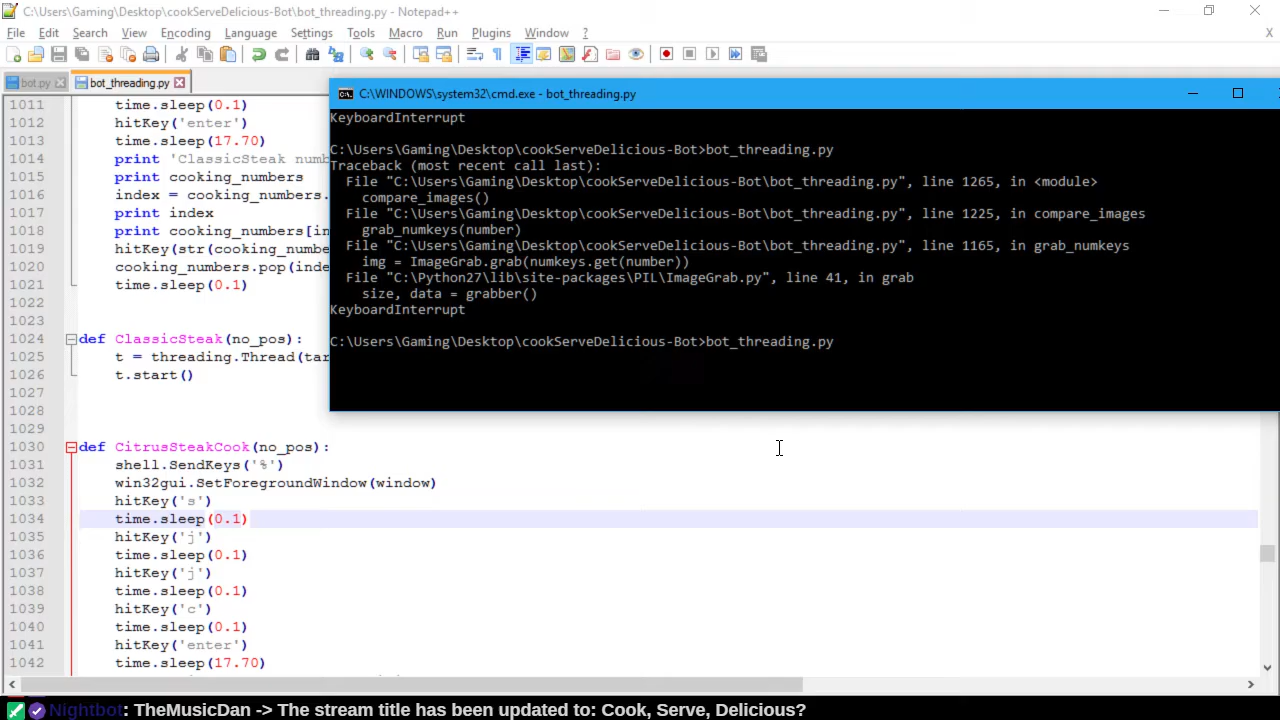 C:\Users\Gaming\Desktop\cookServeDelicious-Bot\bot_threading.py - Notepad++
File Edit Search View Encoding Language Settings Tools Macro Run Plugins Window ? X
bot.py bot_threading.py
1011 time.sleep(0.1)
1012 hitKey('enter')
1013 time.sleep(17.70)
1014 print 'ClassicSteak numb
1015 print cooking_numbers
1016 index = cooking_numbers.
1017 print index
1018 print cooking_numbers[in
1019 hitKey(str(cooking_numbe
1020 cooking_numbers.pop(inde
1021 time.sleep(0.1)
1022
1023
1024 def ClassicSteak(no_pos):
1025 t = threading.Thread(tar
1026 t.start()
1027
1028
1029
1030 def CitrusSteakCook(no_pos):
1031 shell.SendKeys('%')
1032 win32gui.SetForegroundWindow(window)
1033 hitKey('s')
1034 time.sleep(0.1)
1035 hitKey('j')
1036 time.sleep(0.1)
1037 hitKey('j')
1038 time.sleep(0.1)
1039 hitKey('c')
1040 time.sleep(0.1)
1041 hitKey('enter')
1042 time.sleep(17.70)
C:\WINDOWS\system32\cmd.exe - bot_threading.py
KeyboardInterrupt
C:\Users\Gaming\Desktop\cookServeDelicious-Bot>bot_threading.py
Traceback (most recent call last):
File "C:\Users\Gaming\Desktop\cookServeDelicious-Bot\bot_threading.py", line 1265, in <module>
compare_images()
File "C:\Users\Gaming\Desktop\cookServeDelicious-Bot\bot_threading.py", line 1225, in compare_images
grab_numkeys(number)
File "C:\Users\Gaming\Desktop\cookServeDelicious-Bot\bot_threading.py", line 1165, in grab_numkeys
img = ImageGrab.grab(numkeys.get(number))
File "C:\Python27\lib\site-packages\PIL\ImageGrab.py", line 41, in grab
size, data = grabber()
KeyboardInterrupt
C:\Users\Gaming\Desktop\cookServeDelicious-Bot>bot_threading.py
Nightbot: TheMusicDan -> The stream title has been updated to: Cook, Serve, Delicious?